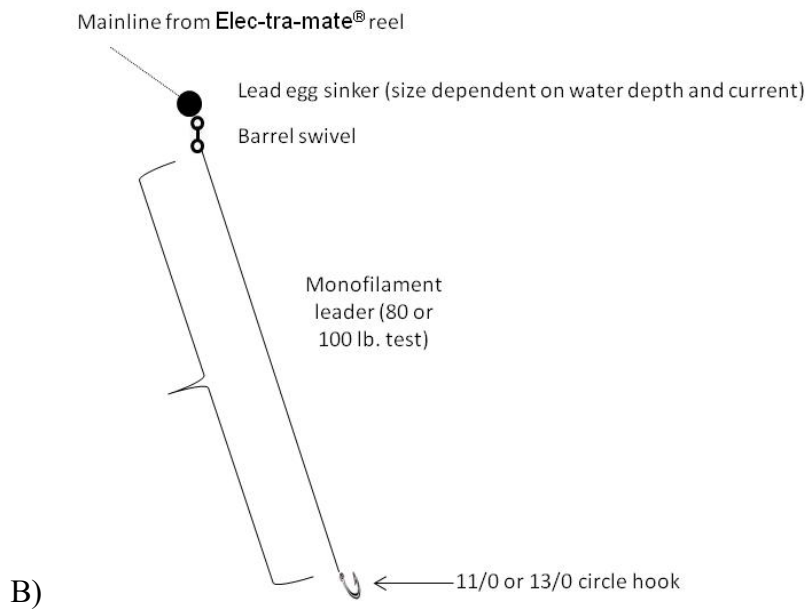 Mainline from Elec-tra-mate® reel
Lead egg sinker (size dependent on water depth and current)
Barrel swivel
Monofilament
leader (80 or
100 lb. test)
11/0 or 13/0 circle hook
B)